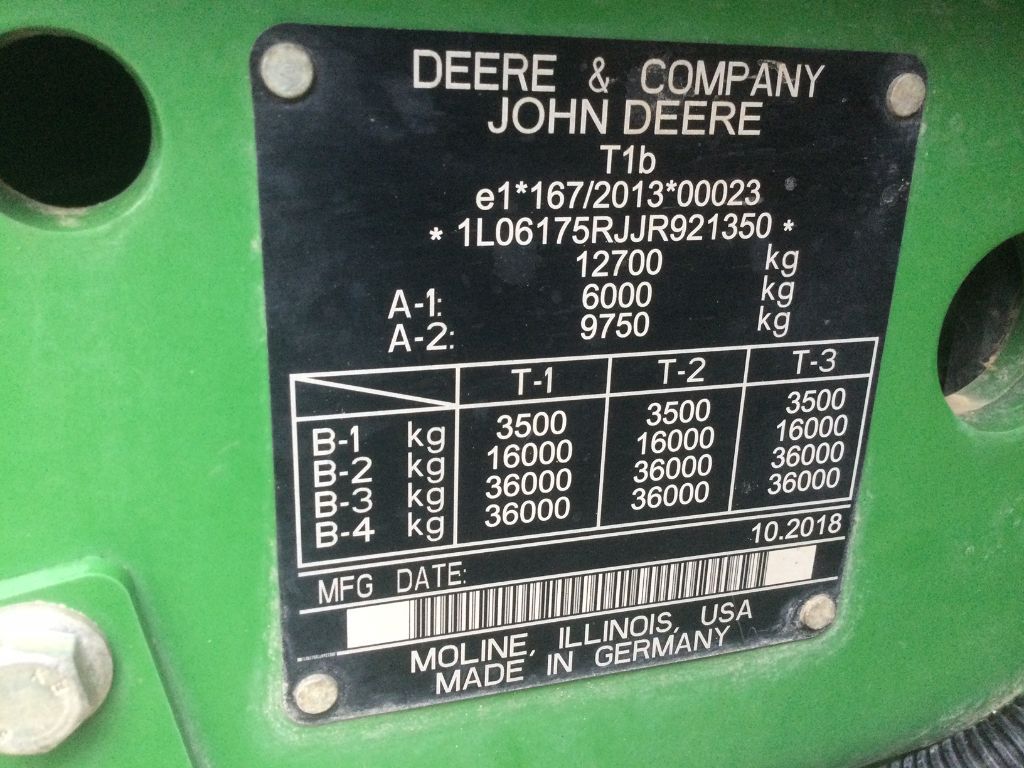 DEERE & COMPANY
JOHN DEERE
T1b
e1*167/2013*00023
* 1L06175RJJR921350 *
12700 kg
A-1: 6000 kg
A-2: 9750 kg
T-1 T-2 T-3
B-1 kg 3500 3500 3500
B-2 kg 16000 16000 16000
B-3 kg 36000 36000 36000
B-4 kg 36000 36000 36000
MFG DATE: 10.2018
MOLINE, ILLINOIS, USA
MADE IN GERMANY